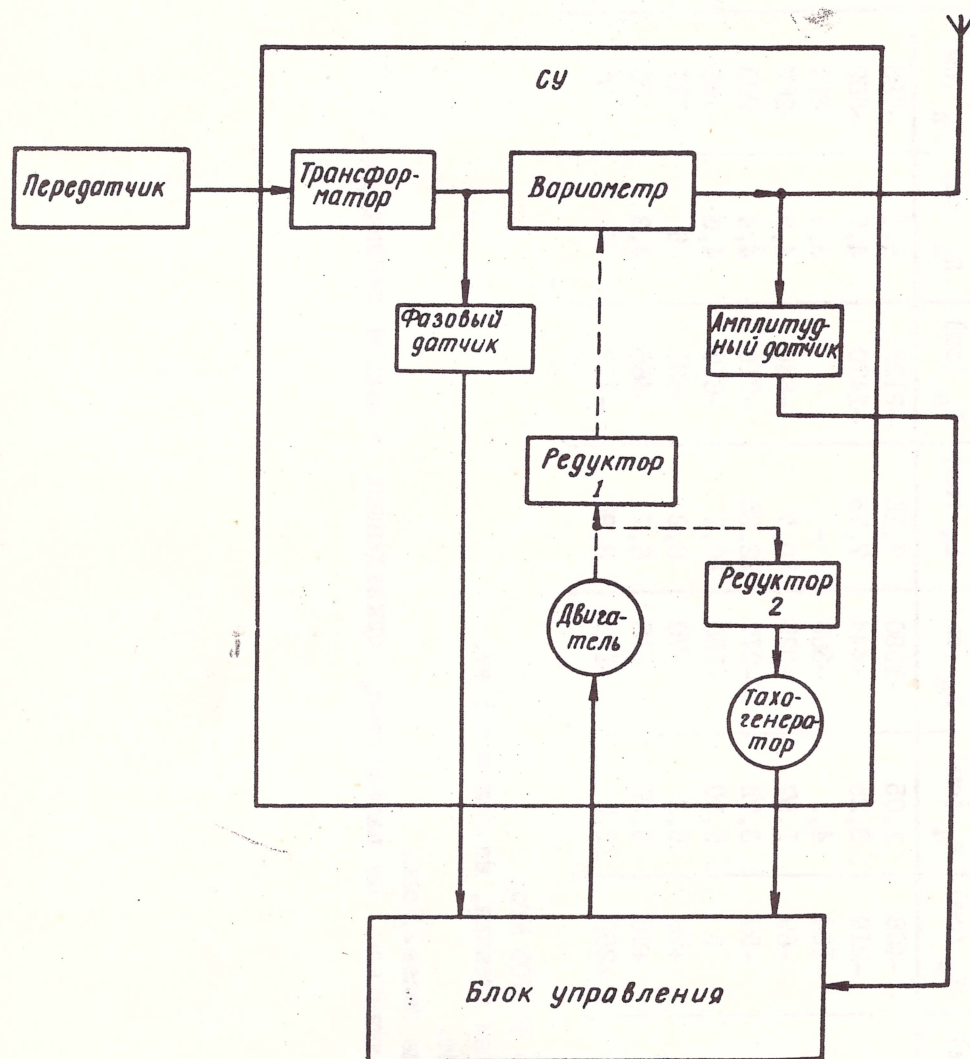 СУ
Передатчик
Трансфор-
матор
Вариометр
Фазовый
датчик
Амплитуд-
ный датчик
Редуктор
1
Редуктор
2
Двига-
тель
Тахо-
генера-
тор
Блок управления